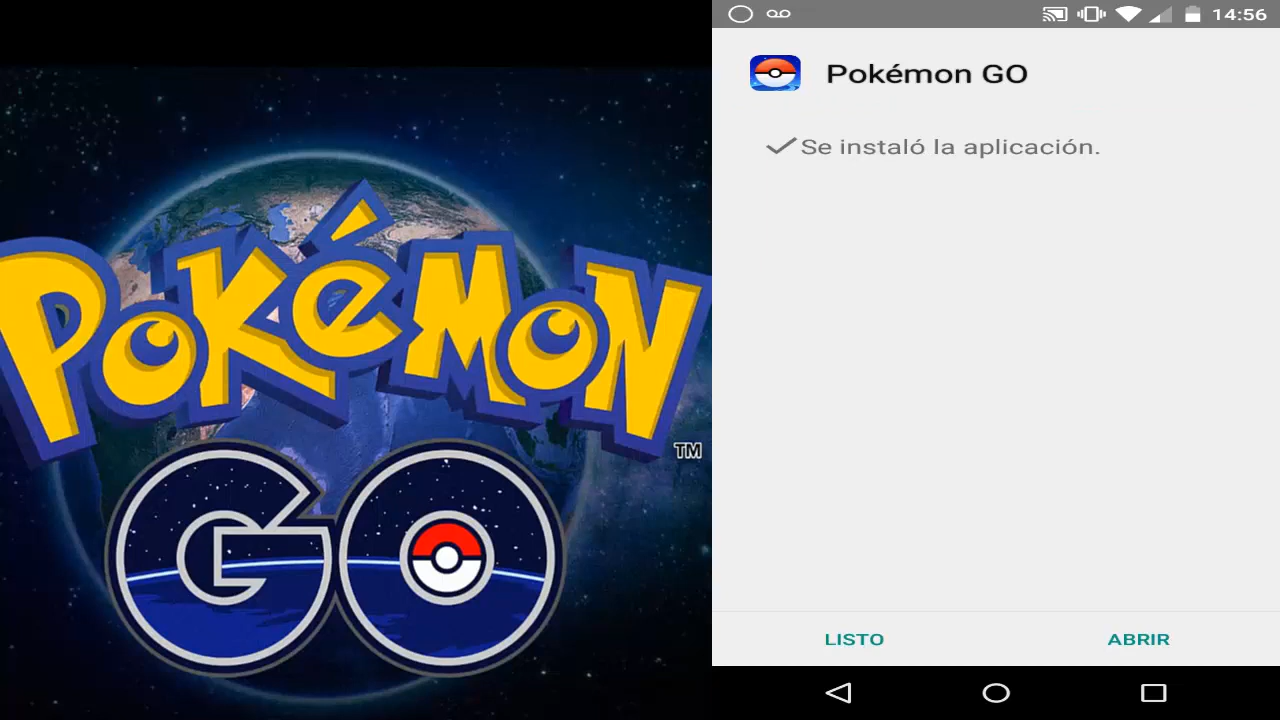 POKéMON
TM
GO
14:56
Pokémon GO
Se instaló la aplicación.
LISTO
ABRIR